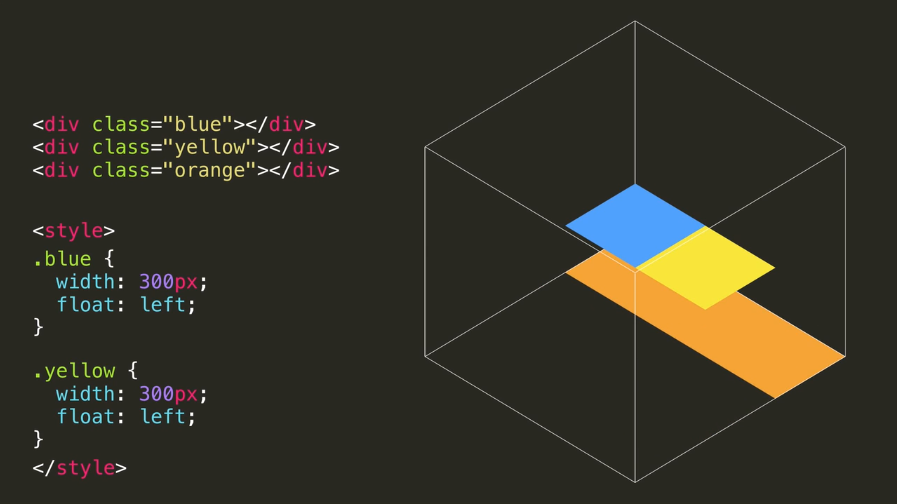 <div class="blue"></div>
<div class="yellow"></div>
<div class="orange"></div>
<style>
.blue {
  width: 300px;
  float: left;
}
.yellow {
  width: 300px;
  float: left;
}
</style>